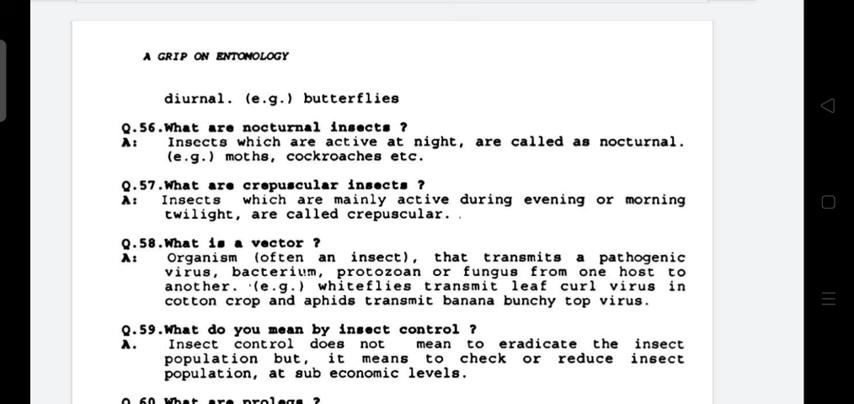 A GRIP ON ENTOMOLOGY
diurnal. (e.g.) butterflies
Q.56.What are nocturnal insects ?
A: Insects which are active at night, are called as nocturnal.
(e.g.) moths, cockroaches etc.
Q.57.What are crepuscular insects ?
A: Insects which are mainly active during evening or morning
twilight, are called crepuscular.
Q.58.What is a vector ?
A: Organism (often an insect), that transmits a pathogenic
virus, bacterium, protozoan or fungus from one host to
another. (e.g.) whiteflies transmit leaf curl virus in
cotton crop and aphids transmit banana bunchy top virus.
Q.59.What do you mean by insect control ?
A. Insect control does not mean to eradicate the insect
population but, it means to check or reduce insect
population, at sub economic levels.
Q.60.What are prolegs ?